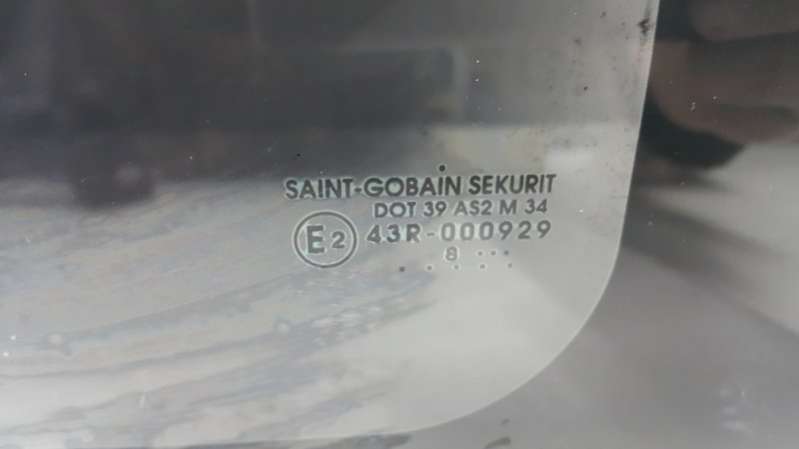 SAINT-GOBAIN SEKURIT
DOT 39 AS2 M 34
E2 43R-000929
8